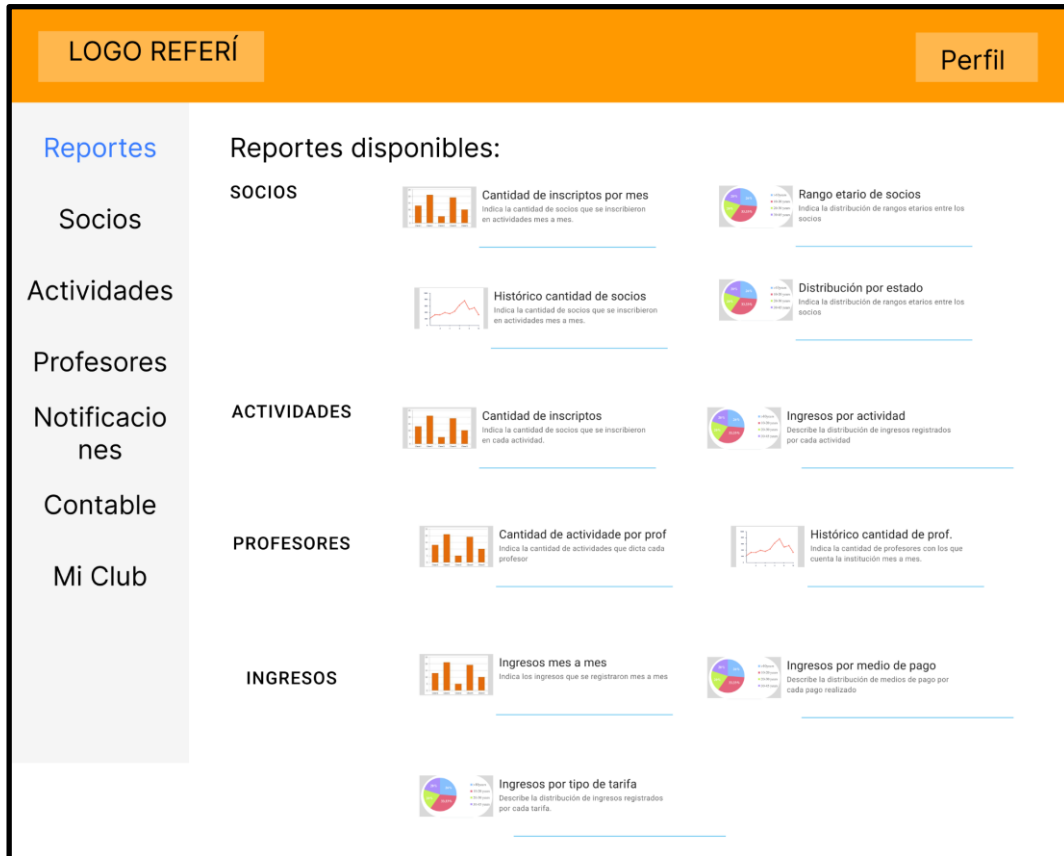 LOGO REFERÍ
Perfil
Reportes
Socios
Actividades
Profesores
Notificacio
nes
Contable
Mi Club
Reportes disponibles:
SOCIOS
Cantidad de inscriptos por mes
Indica la cantidad de socios que se inscribieron
en actividades mes a mes.
Rango etario de socios
Indica la distribución de rangos etarios entre los
socios
Histórico cantidad de socios
Indica la cantidad de socios que se inscribieron
en actividades mes a mes.
Distribución por estado
Indica la distribución de rangos etarios entre los
socios
ACTIVIDADES
Cantidad de inscriptos
Indica la cantidad de socios que se inscribieron
en cada actividad.
Ingresos por actividad
Describe la distribución de ingresos registrados
por cada actividad
PROFESORES
Cantidad de actividade por prof
Indica la cantidad de actividades que dicta cada
profesor
Histórico cantidad de prof.
Indica la cantidad de profesores con los que
cuenta la institución mes a mes.
INGRESOS
Ingresos mes a mes
Indica los ingresos que se registraron mes a mes
Ingresos por medio de pago
Describe la distribución de medios de pago por
cada pago realizado
Ingresos por tipo de tarifa
Describe la distribución de ingresos registrados
por cada tarifa.